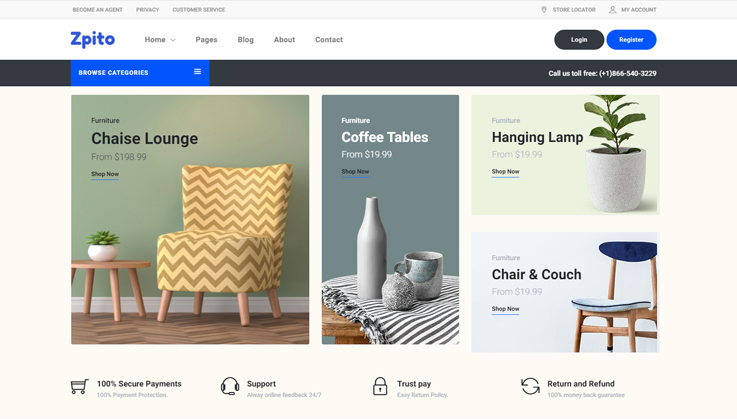 BECOME AN AGENT PRIVACY CUSTOMER SERVICE STORE LOCATOR MY ACCOUNT
Zpito Home Pages Blog About Contact Login Register
BROWSE CATEGORIES Call us toll free: (+1)866-540-3229
Furniture
Chaise Lounge
From $198.99
Shop Now
Furniture
Coffee Tables
From $19.99
Shop Now
Furniture
Hanging Lamp
From $19.99
Shop Now
Furniture
Chair & Couch
From $19.99
Shop Now
100% Secure Payments
100% Payment Protection.
Support
Alway online feedback 24/7
Trust pay
Easy Return Policy.
Return and Refund
100% money back guarantee